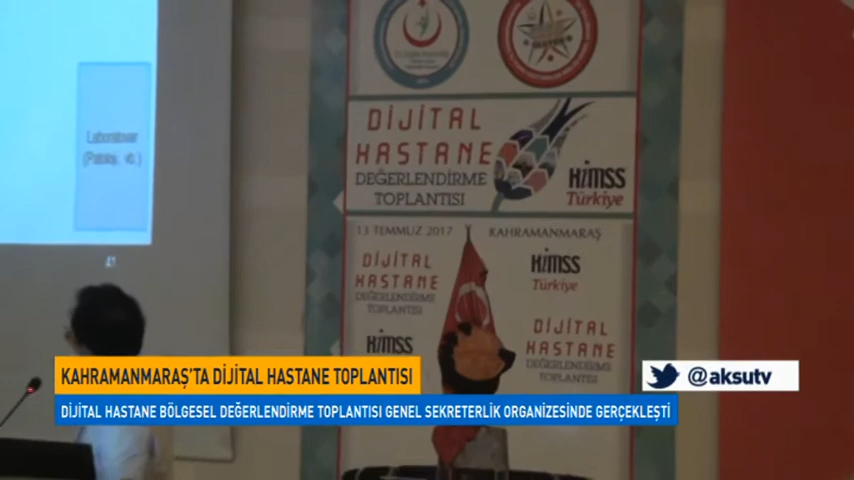 Laboratuvar
(Patoloj. vb.)
41
DİJİTAL
HASTANE
DEĞERLENDİRME
TOPLANTISI
HIMSS
Türkiye
13 TEMMUZ 2017 KAHRAMANMARAŞ
DİJİTAL
HASTANE
DEĞERLENDİRME
TOPLANTISI
HIMSS
Türkiye
HIMSS
DİJİTAL
HASTANE
DEĞERLENDİRME
TOPLANTISI
KAHRAMANMARAŞ'TA DİJİTAL HASTANE TOPLANTISI
@aksutv
DİJİTAL HASTANE BÖLGESEL DEĞERLENDİRME TOPLANTISI GENEL SEKRETERLİK ORGANİZESİNDE GERÇEKLEŞTİ